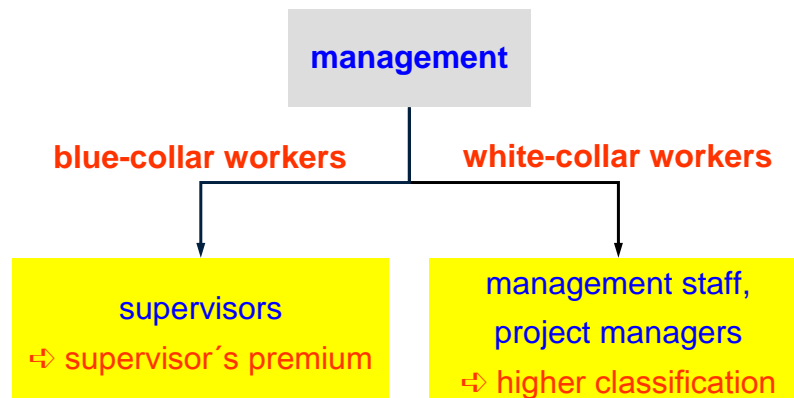 management
blue-collar workers
white-collar workers
supervisors
➪ supervisor´s premium
management staff,
project managers
➪ higher classification